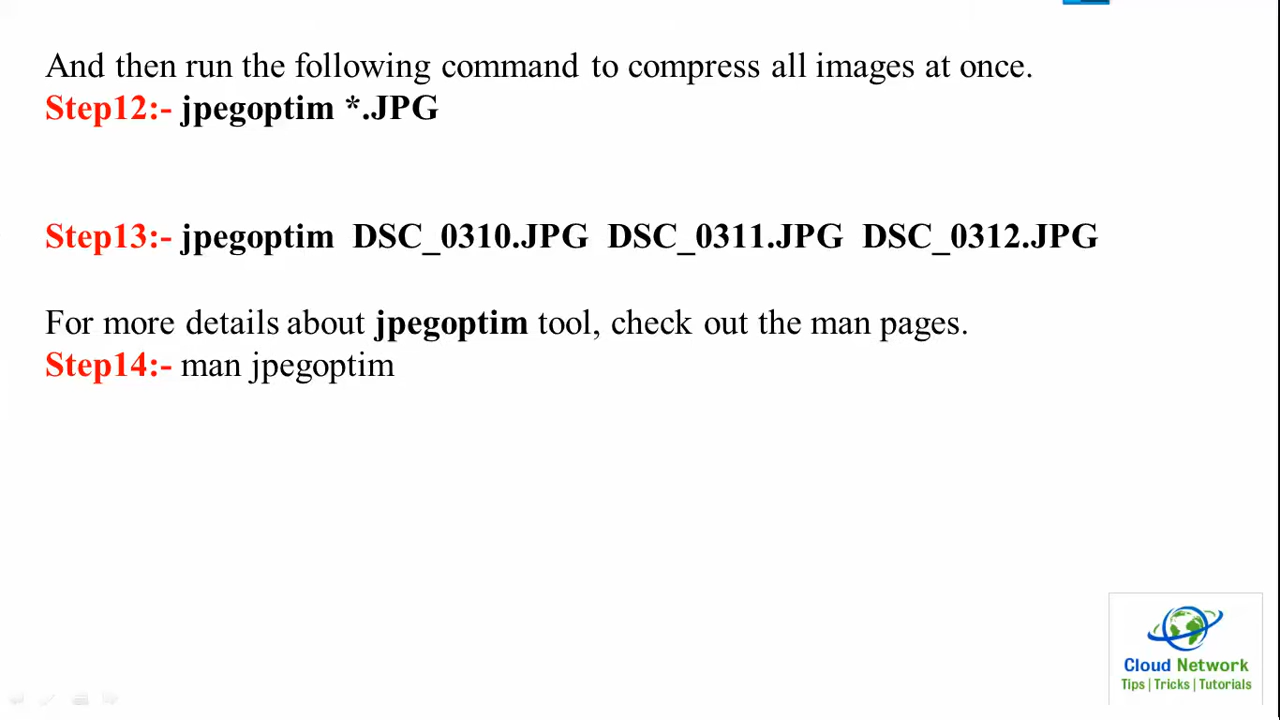 And then run the following command to compress all images at once.
Step12:- jpegoptim *.JPG
Step13:- jpegoptim  DSC_0310.JPG  DSC_0311.JPG  DSC_0312.JPG
For more details about jpegoptim tool, check out the man pages.
Step14:- man jpegoptim
Cloud Network
Tips | Tricks | Tutorials